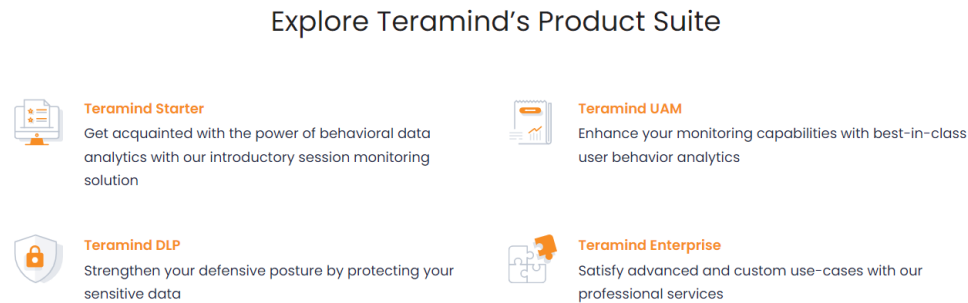 Explore Teramind's Product Suite
Teramind Starter
Get acquainted with the power of behavioral data
analytics with our introductory session monitoring
solution
Teramind UAM
Enhance your monitoring capabilities with best-in-class
user behavior analytics
Teramind DLP
Strengthen your defensive posture by protecting your
sensitive data
Teramind Enterprise
Satisfy advanced and custom use-cases with our
professional services